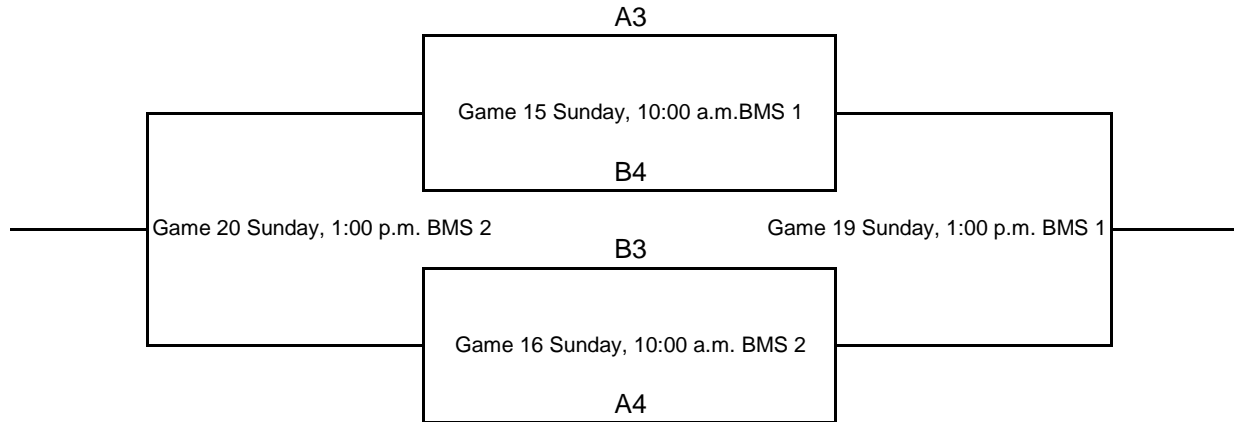 A3
Game 15 Sunday, 10:00 a.m.BMS 1
B4
Game 20 Sunday, 1:00 p.m. BMS 2
Game 19 Sunday, 1:00 p.m. BMS 1
B3
Game 16 Sunday, 10:00 a.m. BMS 2
A4